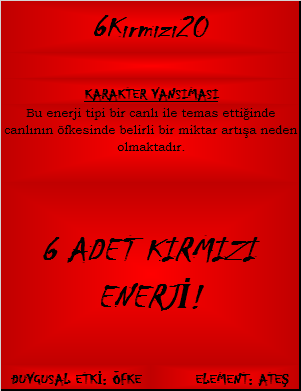 6Kırmızı20
KARAKTER YANSIMASI
Bu enerji tipi bir canlı ile temas ettiğinde
canlının öfkesinde belirli bir miktar artışa neden
olmaktadır.
6 ADET KIRMIZI
ENERJİ!
DUYGUSAL ETKİ: ÖFKE ELEMENT: ATEŞ